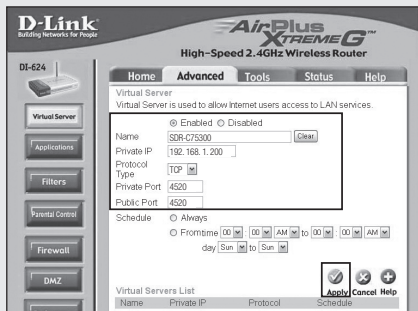 D-Link
Building Networks for People
AirPlus
XTREME G™
High-Speed 2.4GHz Wireless Router
DI-624
Home Advanced Tools Status Help
Virtual Server
Virtual Server is used to allow Internet users access to LAN services.
Enabled Disabled
Name SDR-C75300 Clear
Private IP 192.168.1.200
Protocol Type TCP
Private Port 4520
Public Port 4520
Schedule Always
From time 00 : 00 AM to 00 : 00 AM
day Sun to Sun
Apply Cancel Help
Virtual Servers List
Name Private IP Protocol Schedule
Virtual Server
Applications
Filters
Parental Control
Firewall
DMZ